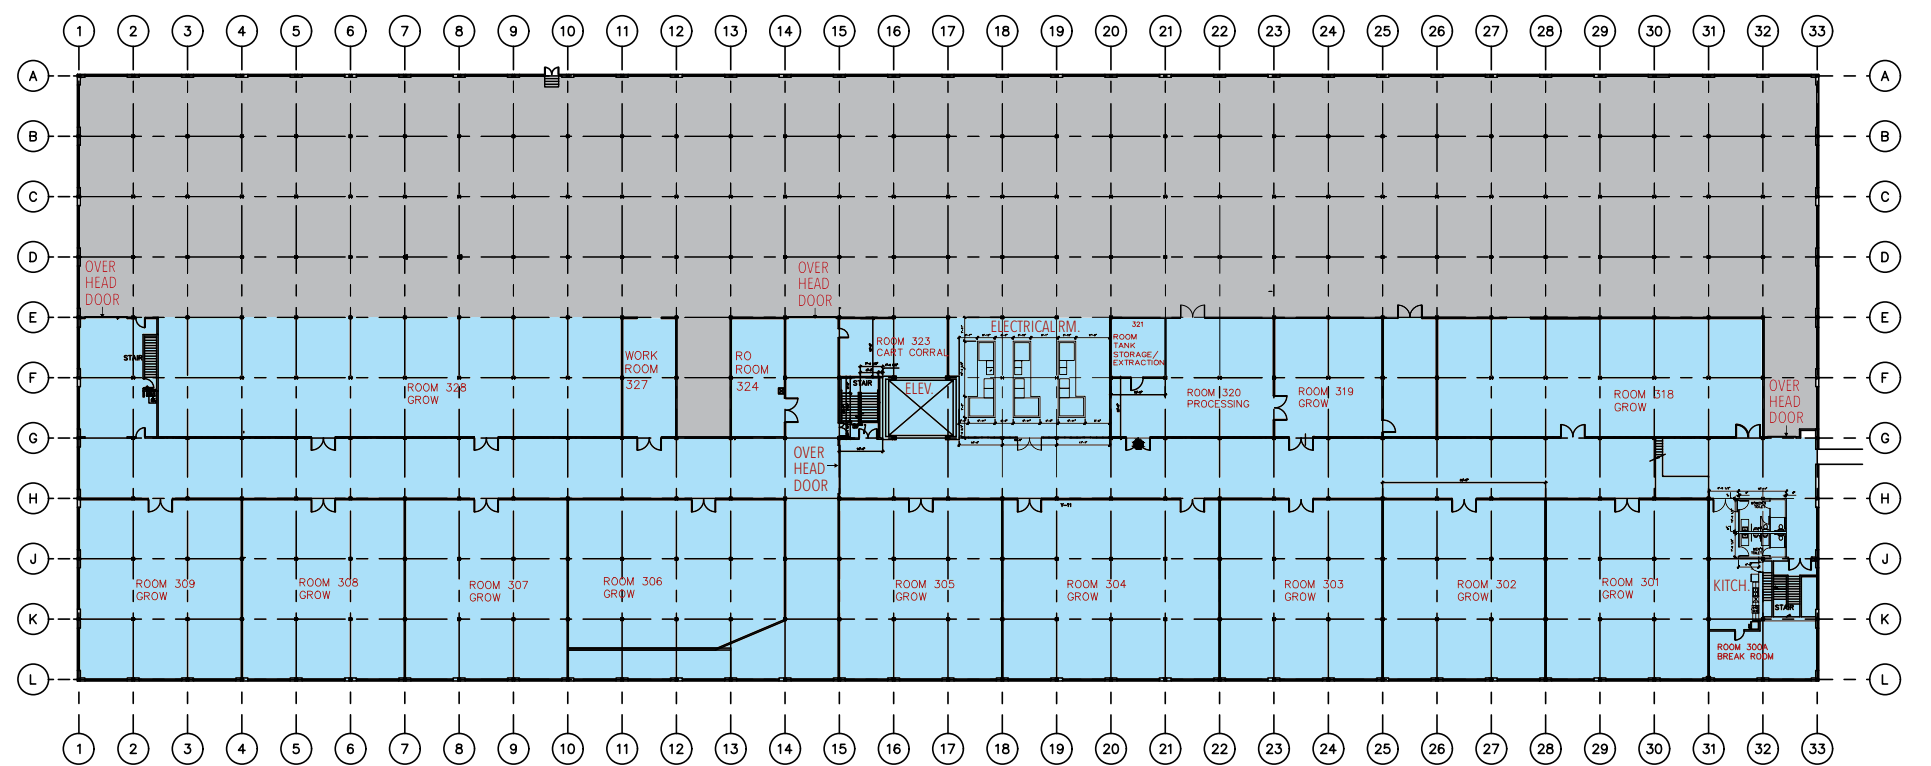 1 2 3 4 5 6 7 8 9 10 11 12 13 14 15 16 17 18 19 20 21 22 23 24 25 26 27 28 29 30 31 32 33
A A
B B
C C
D D
OVER
HEAD
DOOR
OVER
HEAD
DOOR
E E
STAIR
ROOM 328
GROW
WORK
ROOM
327
RO
ROOM
324
ROOM 323
CART CORRAL
STAIR
ELEV.
ELECTRICAL RM.
321
ROOM
TANK
STORAGE/
EXTRACTION
ROOM 320
PROCESSING
ROOM 319
GROW
ROOM 318
GROW
OVER
HEAD
DOOR
F F
G G
OVER
HEAD
DOOR
H H
J J
ROOM 309
GROW
ROOM 308
GROW
ROOM 307
GROW
ROOM 306
GROW
ROOM 305
GROW
ROOM 304
GROW
ROOM 303
GROW
ROOM 302
GROW
ROOM 301
GROW
KITCH.
STAIR
K K
ROOM 300A
BREAK ROOM
L L
1 2 3 4 5 6 7 8 9 10 11 12 13 14 15 16 17 18 19 20 21 22 23 24 25 26 27 28 29 30 31 32 33